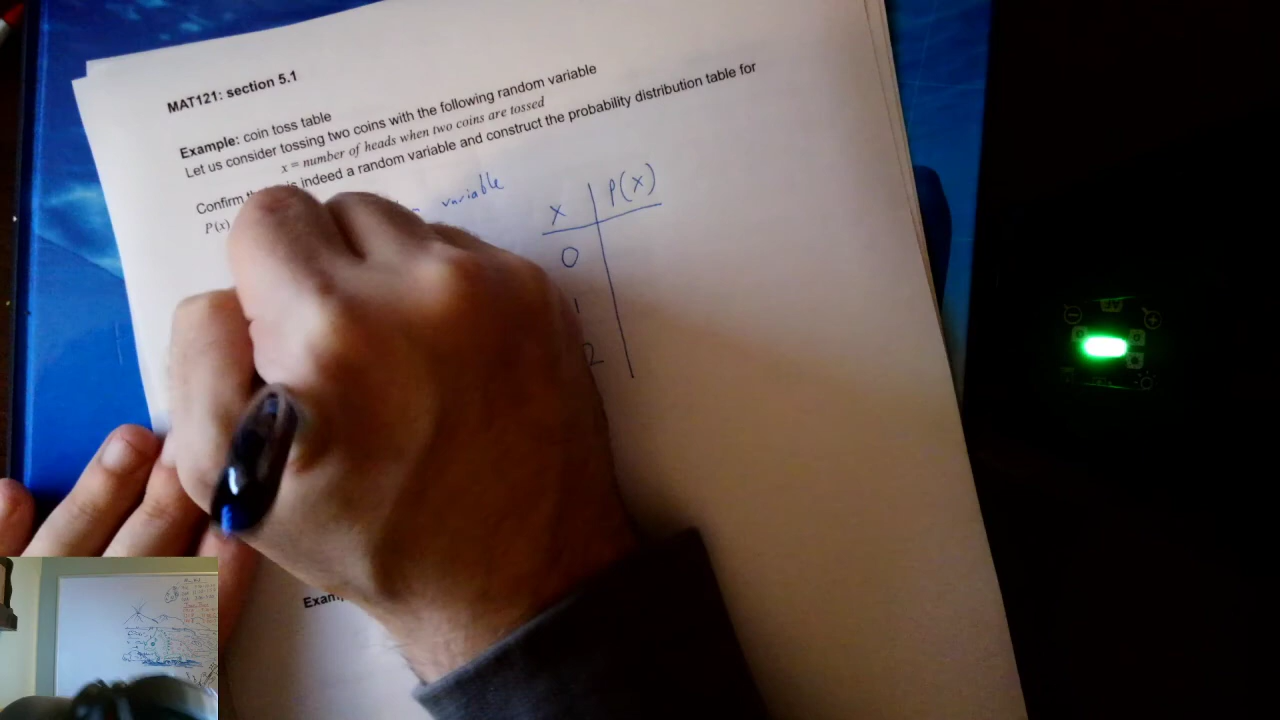 MAT121: section 5.1
Example: coin toss table
Let us consider tossing two coins with the following random variable
x = number of heads when two coins are tossed
Confirm indeed a random variable and construct the probability distribution table for
P(x)
variable
x P(x)
0
1
2